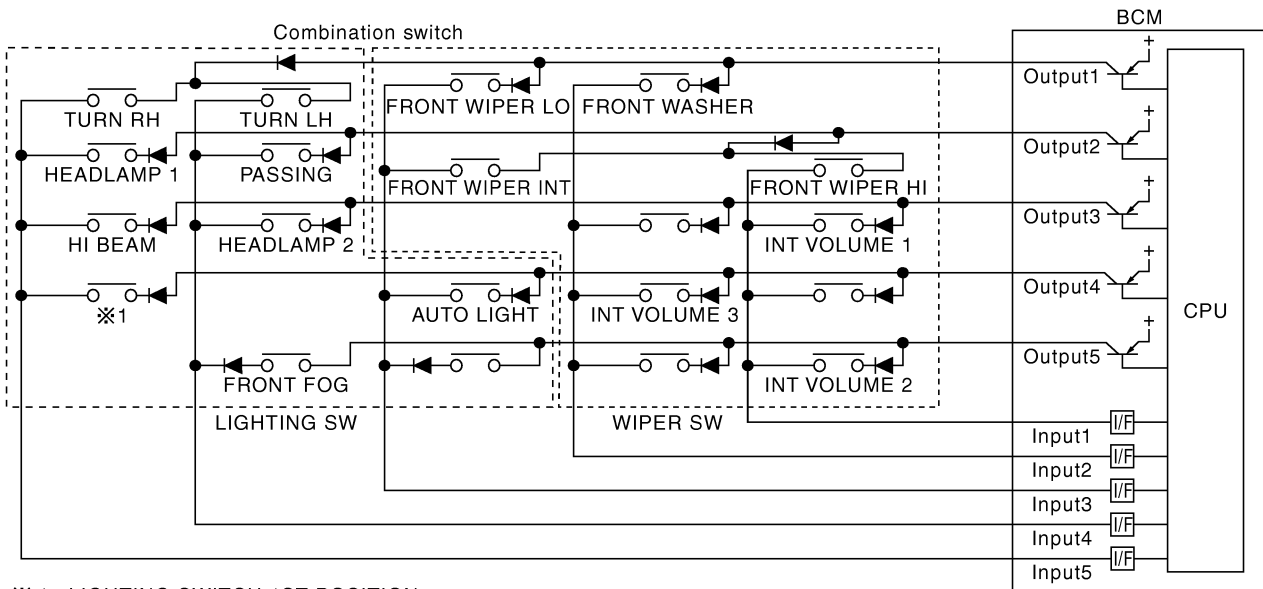 BCM
Combination switch
+
Output1
TURN RH
TURN LH
FRONT WIPER LO
FRONT WASHER
+
Output2
HEADLAMP 1
PASSING
FRONT WIPER INT
FRONT WIPER HI
+
Output3
HI BEAM
HEADLAMP 2
INT VOLUME 1
+
Output4
※1
AUTO LIGHT
INT VOLUME 3
CPU
+
Output5
FRONT FOG
INT VOLUME 2
LIGHTING SW
WIPER SW
I/F
Input1
I/F
Input2
I/F
Input3
I/F
Input4
I/F
Input5